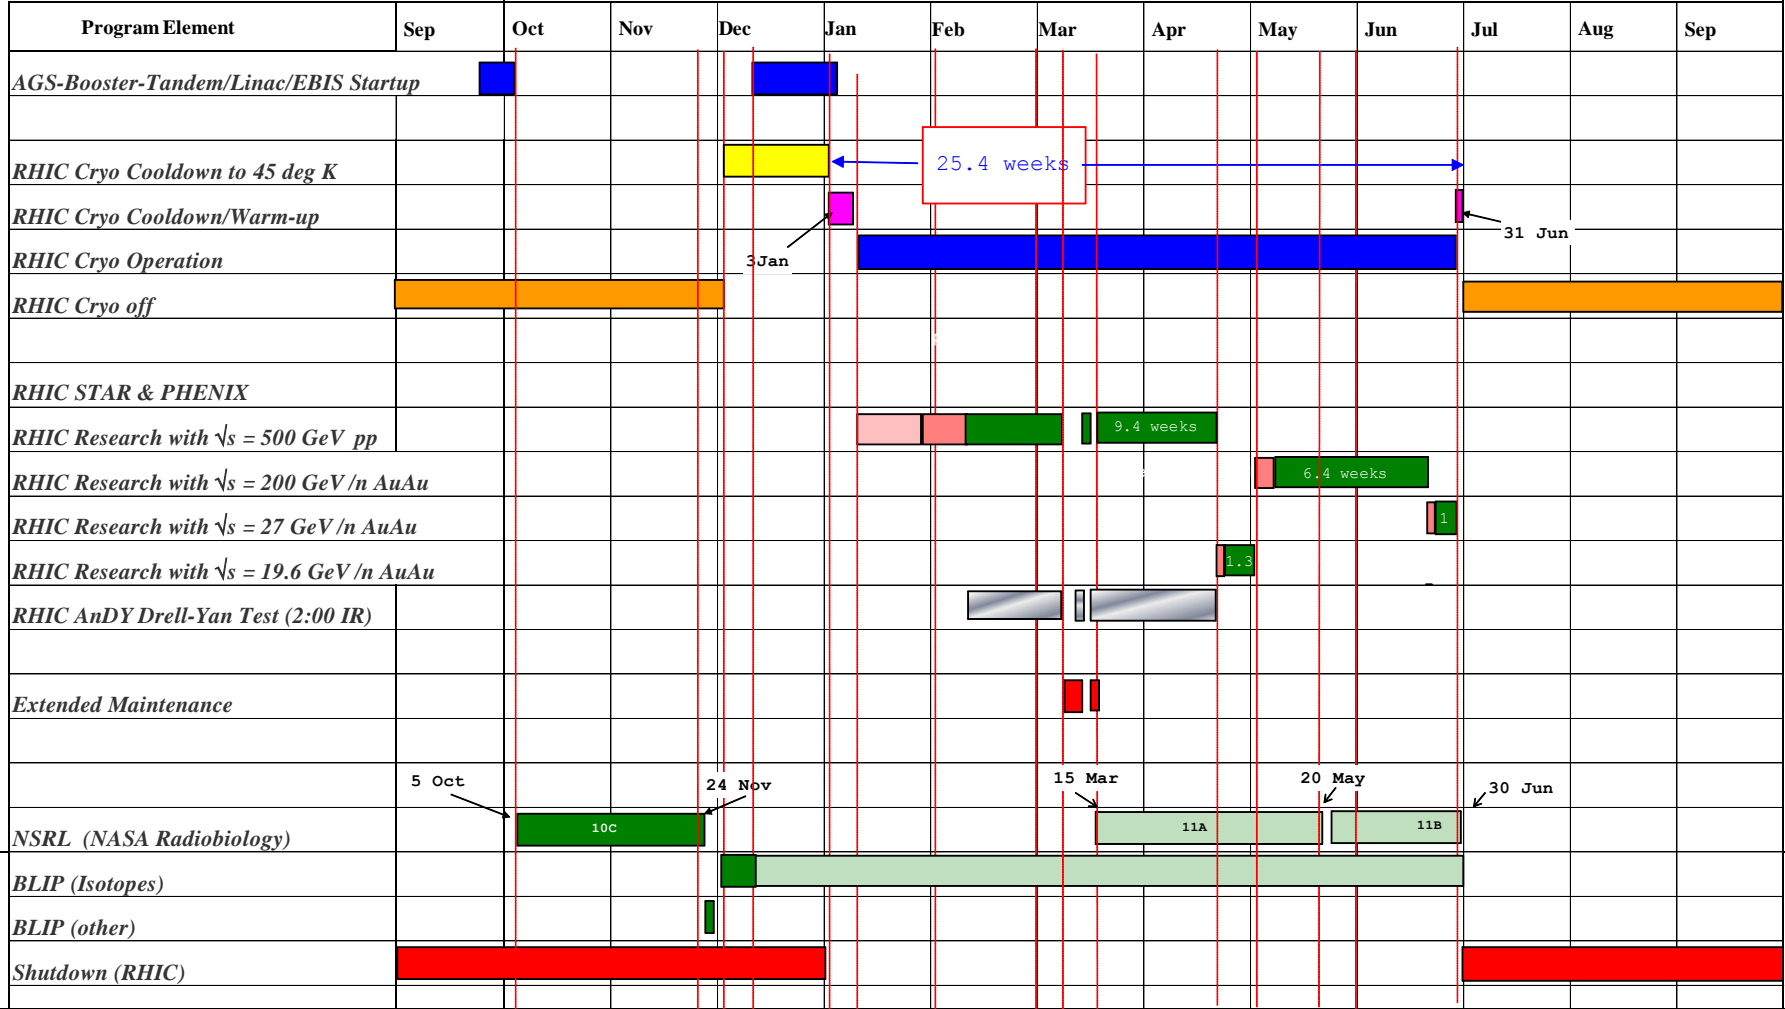 Program Element Sep Oct Nov Dec Jan Feb Mar Apr May Jun Jul Aug Sep
AGS-Booster-Tandem/Linac/EBIS Startup
RHIC Cryo Cooldown to 45 deg K
25.4 weeks
RHIC Cryo Cooldown/Warm-up
31 Jun
RHIC Cryo Operation
3Jan
RHIC Cryo off
RHIC STAR & PHENIX
RHIC Research with √s = 500 GeV pp
9.4 weeks
RHIC Research with √s = 200 GeV/n AuAu
6.4 weeks
RHIC Research with √s = 27 GeV/n AuAu
1
RHIC Research with √s = 19.6 GeV/n AuAu
1.3
RHIC AnDY Drell-Yan Test (2:00 IR)
Extended Maintenance
5 Oct 24 Nov 15 Mar 20 May 30 Jun
NSRL (NASA Radiobiology)
10C 11A 11B
BLIP (Isotopes)
BLIP (other)
Shutdown (RHIC)